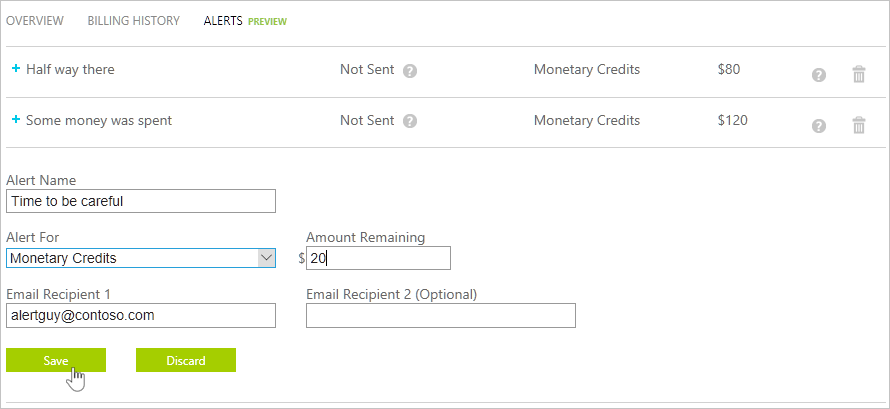 OVERVIEW BILLING HISTORY ALERTS PREVIEW
+ Half way there Not Sent ? Monetary Credits $80 ?
+ Some money was spent Not Sent ? Monetary Credits $120 ?
Alert Name
Time to be careful
Alert For Amount Remaining
Monetary Credits $ 20
Email Recipient 1 Email Recipient 2 (Optional)
alertguy@contoso.com
Save Discard